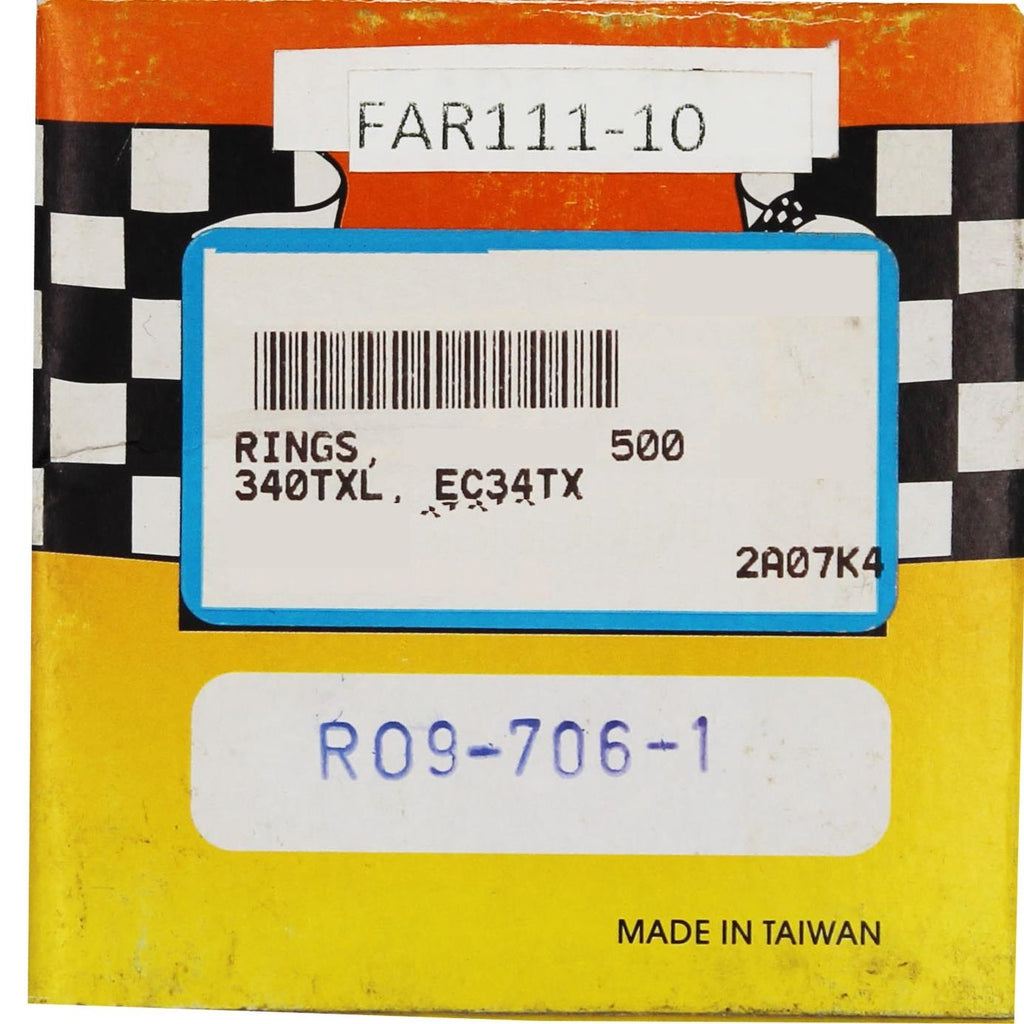 FAR111-10
RINGS, 500
340TXL, EC34TX
2A07K4
R09-706-1
MADE IN TAIWAN